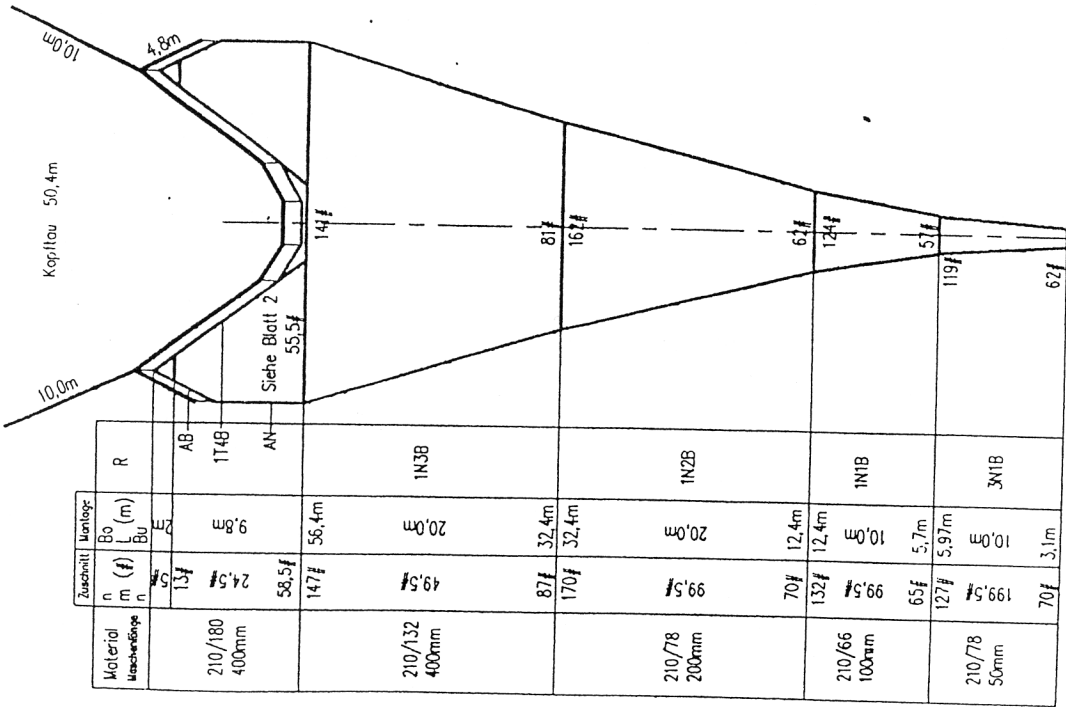 10,0m
4,8m
Kopftau 50,4m
10,0m
Siehe Blatt 2
55,5#
141#
81#
162#
62#
124#
57#
119#
62#
Zuschnitt
Montage
Material
Maschenlänge
n
m (#)
n
Bo
L (m)
Bu
R
5#
2m
AB
1T4B
AN
210/180
400mm
13#
24,5#
58,5#
9,8m
210/132
400mm
147#
49,5#
87#
56,4m
20,0m
32,4m
1N3B
210/78
200mm
170#
99,5#
70#
32,4m
20,0m
12,4m
1N2B
210/66
100mm
132#
99,5#
65#
12,4m
10,0m
5,7m
1N1B
210/78
50mm
127#
199,5#
70#
5,97m
10,0m
3,1m
3N1B